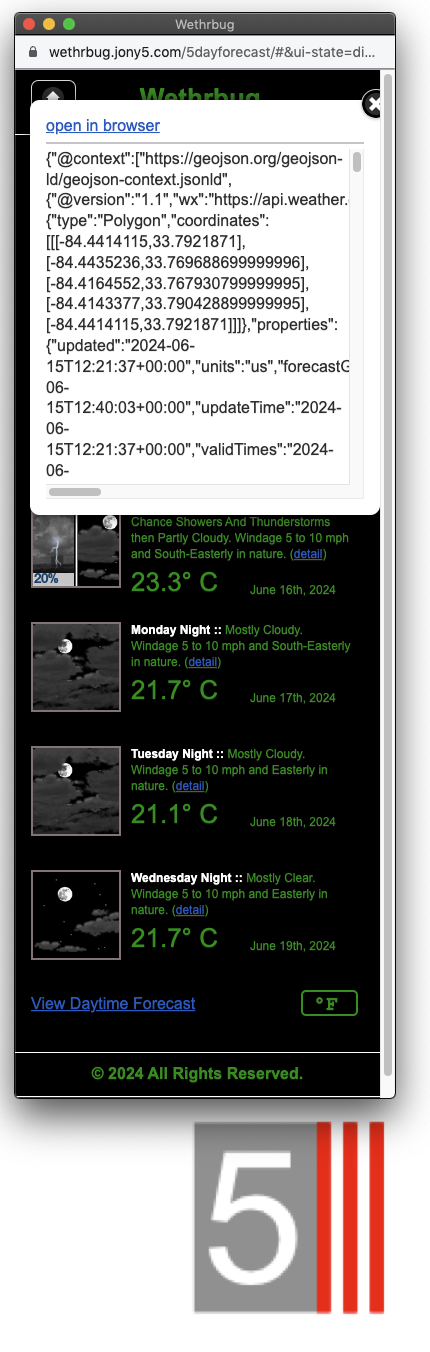 Wethrbug
wethrbug.jony5.com/5dayforecast/#&ui-state=di...
Wethrbug
open in browser
{"@context":["https://geojson.org/geojson-
ld/geojson-context.jsonld",
{"@version":"1.1","wx":"https://api.weather.
{"type":"Polygon","coordinates":
[[[-84.4414115,33.7921871],
[-84.4435236,33.769688699999996],
[-84.4164552,33.767930799999995],
[-84.4143377,33.790428899999995],
[-84.4414115,33.7921871]]]},"properties":
{"updated":"2024-06-
15T12:21:37+00:00","units":"us","forecastG
06-
15T12:40:03+00:00","updateTime":"2024-
06-
15T12:21:37+00:00","validTimes":"2024-
06-
Chance Showers And Thunderstorms
then Partly Cloudy. Windage 5 to 10 mph
and South-Easterly in nature. (detail)
20%
23.3° C
June 16th, 2024
Monday Night :: Mostly Cloudy.
Windage 5 to 10 mph and South-Easterly
in nature. (detail)
21.7° C
June 17th, 2024
Tuesday Night :: Mostly Cloudy.
Windage 5 to 10 mph and Easterly in
nature. (detail)
21.1° C
June 18th, 2024
Wednesday Night :: Mostly Clear.
Windage 5 to 10 mph and Easterly in
nature. (detail)
21.7° C
June 19th, 2024
View Daytime Forecast
°F
© 2024 All Rights Reserved.
5